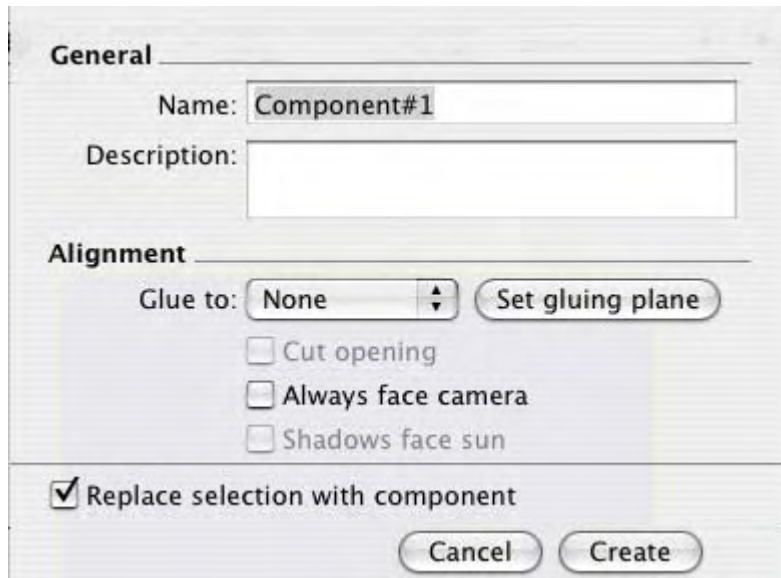 General
Name: Component#1
Description:
Alignment
Glue to: None Set gluing plane
Cut opening
Always face camera
Shadows face sun
Replace selection with component
Cancel Create